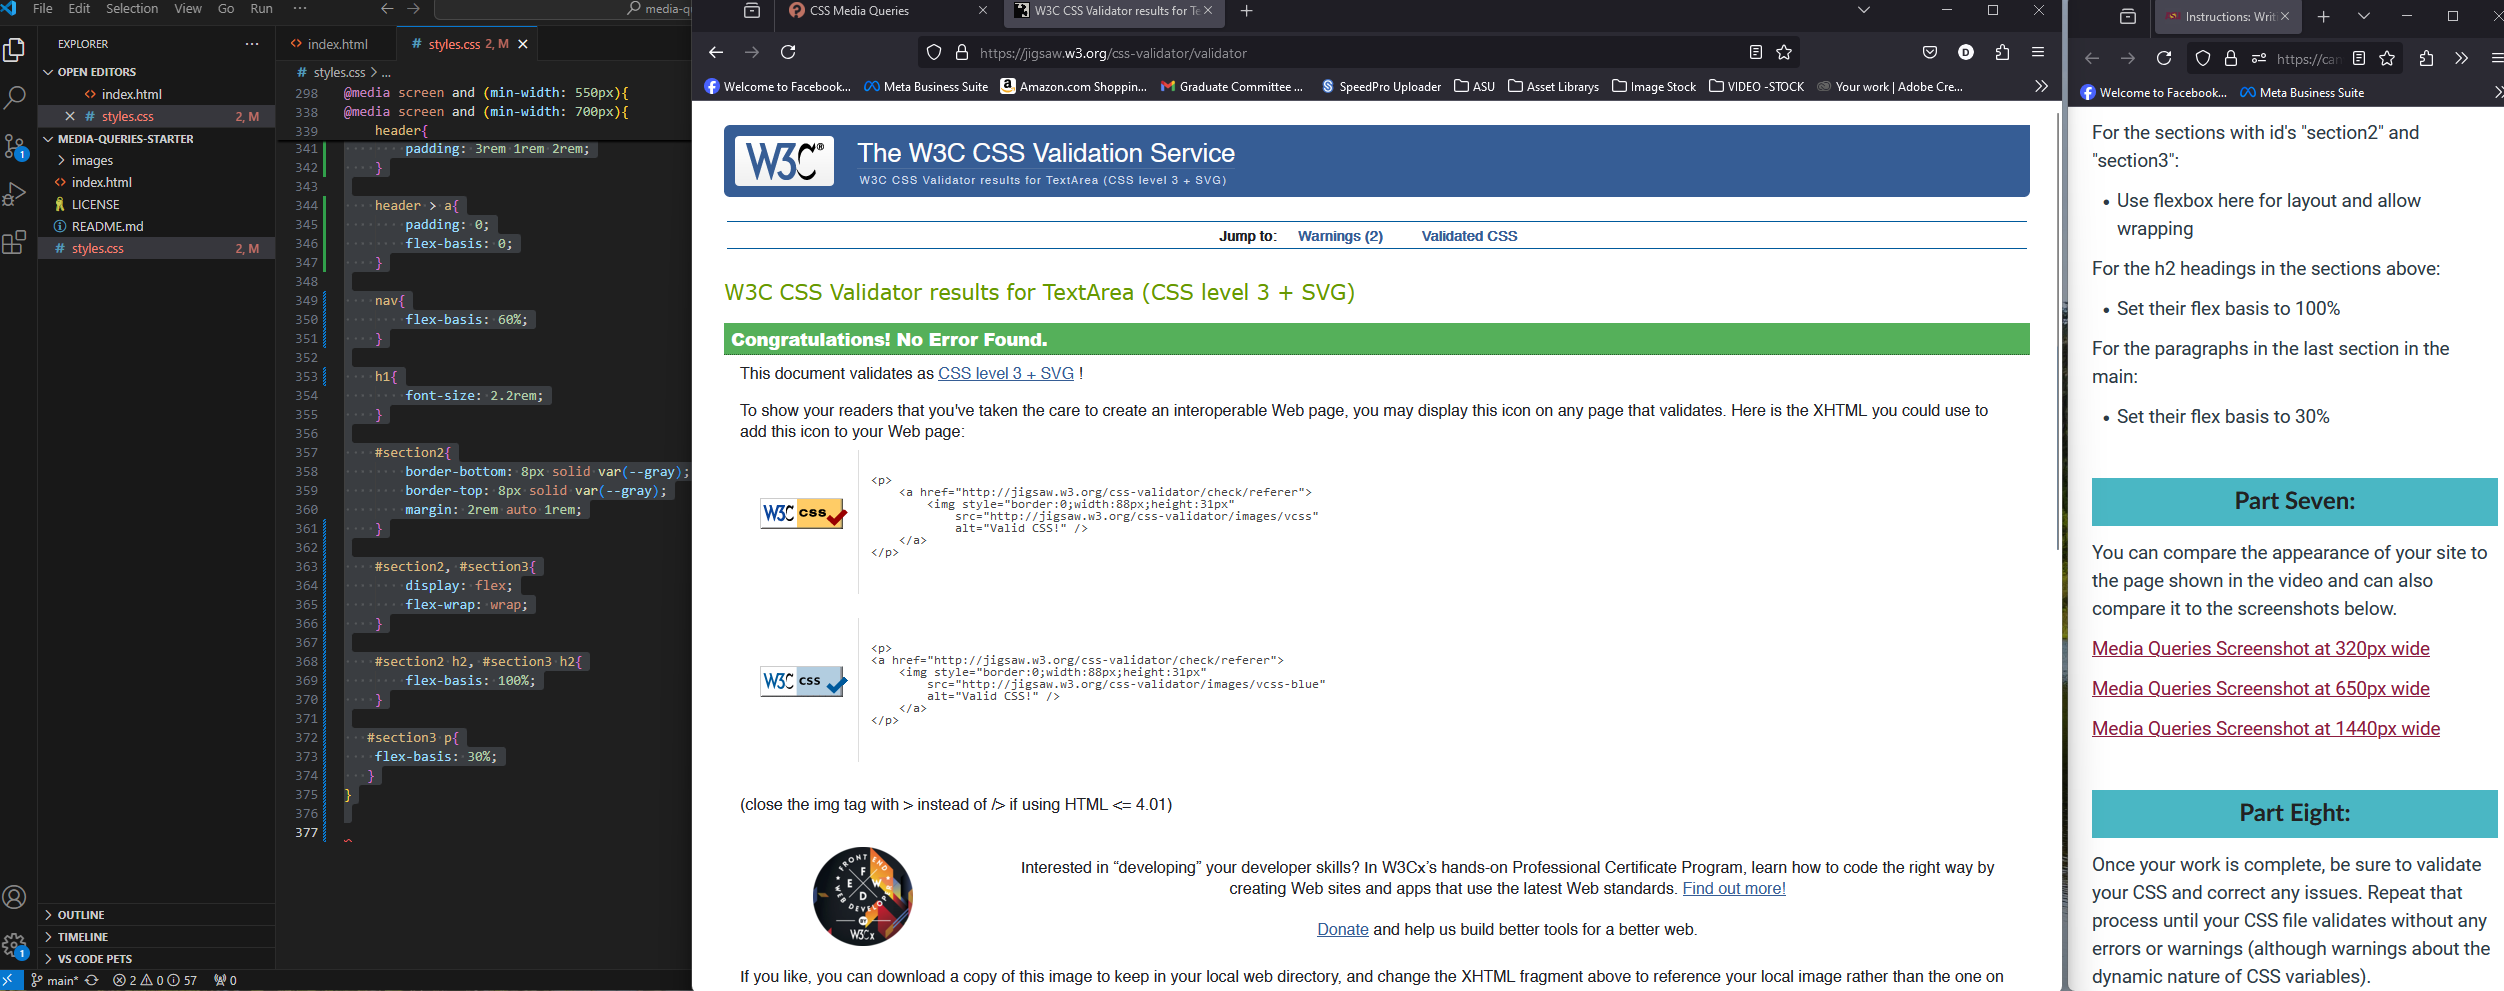 File Edit Selection View Go Run ···
media-q
EXPLORER
OPEN EDITORS
index.html
styles.css 2, M
MEDIA-QUERIES-STARTER
images
index.html
LICENSE
README.md
styles.css 2, M
OUTLINE
TIMELINE
VS CODE PETS
main* 2 0 57 0
index.html
styles.css 2, M
styles.css > ...
298 @media screen and (min-width: 550px){
338 @media screen and (min-width: 700px){
339 header{
341 padding: 3rem 1rem 2rem;
342 }
343
344 header > a{
345 padding: 0;
346 flex-basis: 0;
347 }
348
349 nav{
350 flex-basis: 60%;
351 }
352
353 h1{
354 font-size: 2.2rem;
355 }
356
357 #section2{
358 border-bottom: 8px solid var(--gray);
359 border-top: 8px solid var(--gray);
360 margin: 2rem auto 1rem;
361 }
362
363 #section2, #section3{
364 display: flex;
365 flex-wrap: wrap;
366 }
367
368 #section2 h2, #section3 h2{
369 flex-basis: 100%;
370 }
371
372 #section3 p{
373 flex-basis: 30%;
374 }
375 }
376
377
CSS Media Queries
W3C CSS Validator results for Te
https://jigsaw.w3.org/css-validator/validator
D
Welcome to Facebook... Meta Business Suite Amazon.com Shoppin... Graduate Committee ... SpeedPro Uploader ASU Asset Librarys Image Stock VIDEO -STOCK Your work | Adobe Cre...
W3C®
The W3C CSS Validation Service
W3C CSS Validator results for TextArea (CSS level 3 + SVG)
Jump to: Warnings (2) Validated CSS
W3C CSS Validator results for TextArea (CSS level 3 + SVG)
Congratulations! No Error Found.
This document validates as CSS level 3 + SVG !
To show your readers that you've taken the care to create an interoperable Web page, you may display this icon on any page that validates. Here is the XHTML you could use to
add this icon to your Web page:
W3C css
<p>
<a href="http://jigsaw.w3.org/css-validator/check/referer">
<img style="border:0;width:88px;height:31px"
src="http://jigsaw.w3.org/css-validator/images/vcss"
alt="Valid CSS!" />
</a>
</p>
W3C css
<p>
<a href="http://jigsaw.w3.org/css-validator/check/referer">
<img style="border:0;width:88px;height:31px"
src="http://jigsaw.w3.org/css-validator/images/vcss-blue"
alt="Valid CSS!" />
</a>
</p>
(close the img tag with > instead of /> if using HTML <= 4.01)
FRONT END
WEB DEVELOPER
F E W D
BY
W3Cx
Interested in “developing” your developer skills? In W3Cx’s hands-on Professional Certificate Program, learn how to code the right way by
creating Web sites and apps that use the latest Web standards. Find out more!
Donate and help us build better tools for a better web.
If you like, you can download a copy of this image to keep in your local web directory, and change the XHTML fragment above to reference your local image rather than the one on
Instructions: Writ
https://can
Welcome to Facebook... Meta Business Suite
For the sections with id's "section2" and
"section3":
• Use flexbox here for layout and allow
wrapping
For the h2 headings in the sections above:
• Set their flex basis to 100%
For the paragraphs in the last section in the
main:
• Set their flex basis to 30%
Part Seven:
You can compare the appearance of your site to
the page shown in the video and can also
compare it to the screenshots below.
Media Queries Screenshot at 320px wide
Media Queries Screenshot at 650px wide
Media Queries Screenshot at 1440px wide
Part Eight:
Once your work is complete, be sure to validate
your CSS and correct any issues. Repeat that
process until your CSS file validates without any
errors or warnings (although warnings about the
dynamic nature of CSS variables).